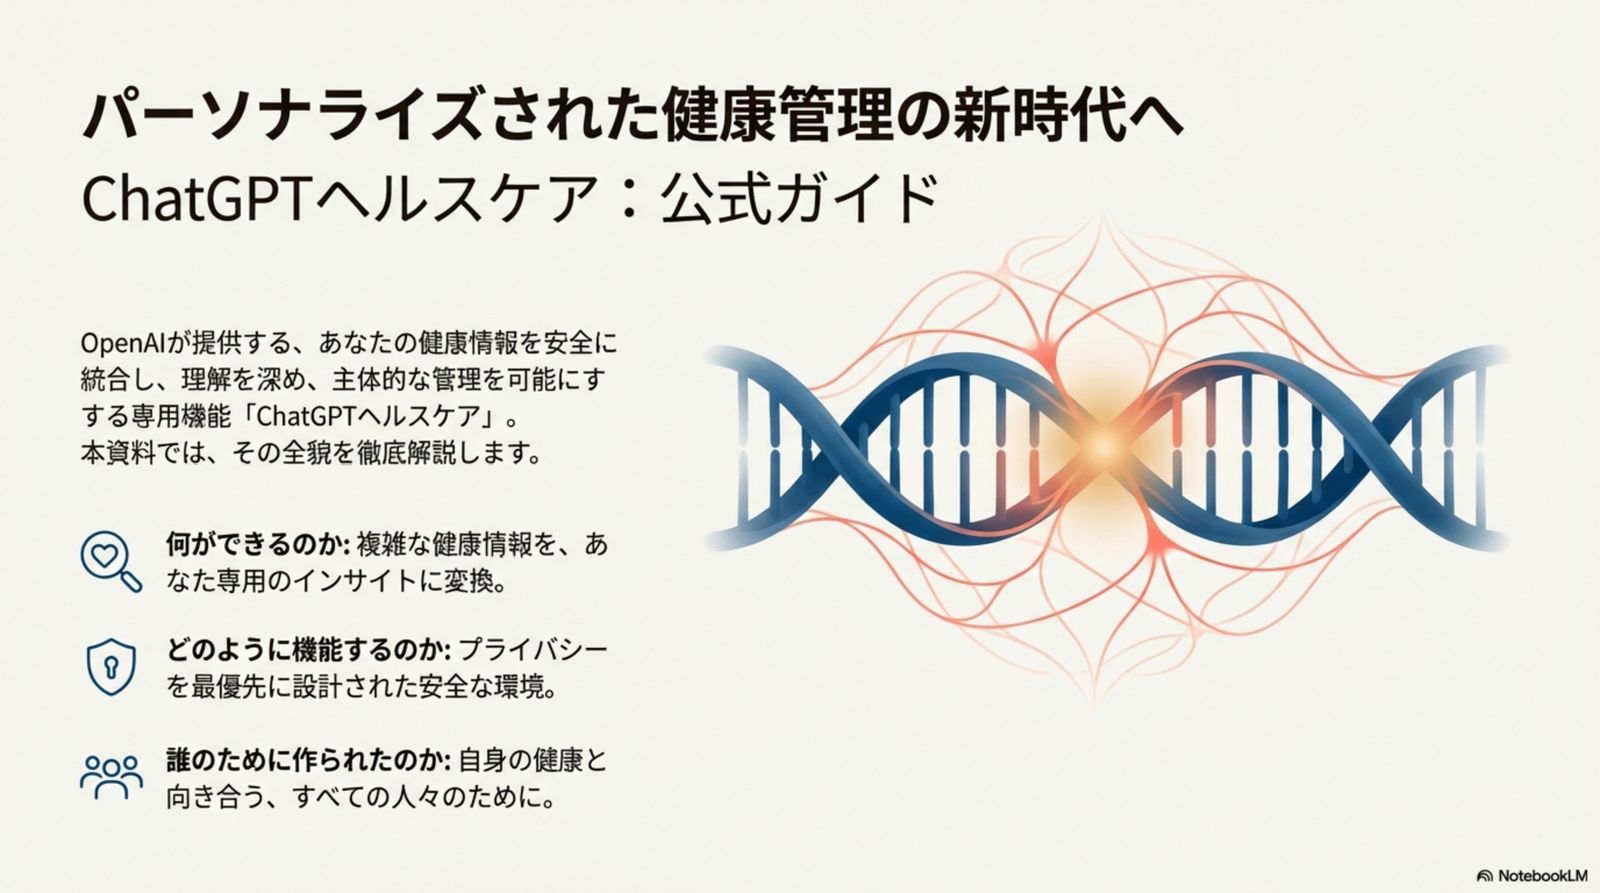 パーソナライズされた健康管理の新時代へ
ChatGPTヘルスケア：公式ガイド
OpenAIが提供する、あなたの健康情報を安全に
統合し、理解を深め、主体的な管理を可能にす
する専用機能「ChatGPTヘルスケア」。
本資料では、その全貌を徹底解説します。
何ができるのか: 複雑な健康情報を、あ
なた専用のインサイトに変換。
どのように機能するのか: プライバシー
を最優先に設計された安全な環境。
誰のために作られたのか: 自身の健康と
向き合う、すべての人々のために。
NotebookLM